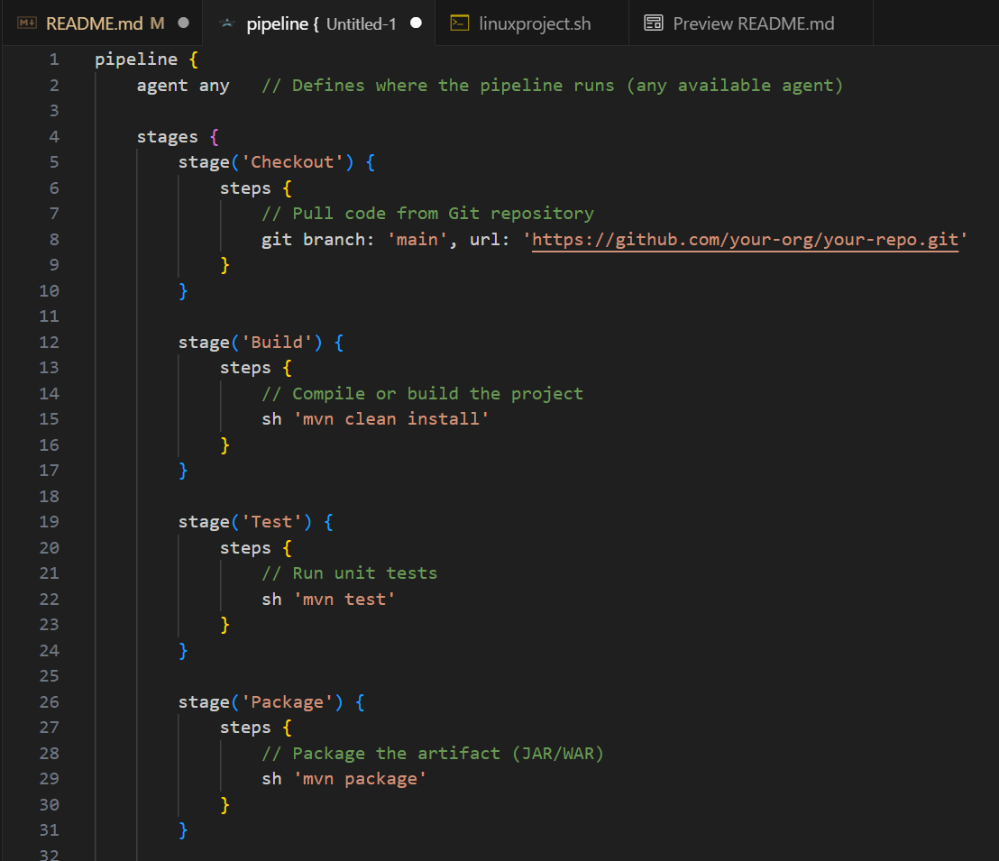 README.md M
pipeline { Untitled-1
linuxproject.sh
Preview README.md
1 pipeline {
2     agent any   // Defines where the pipeline runs (any available agent)
3
4     stages {
5         stage('Checkout') {
6             steps {
7                 // Pull code from Git repository
8                 git branch: 'main', url: 'https://github.com/your-org/your-repo.git'
9             }
10         }
11
12         stage('Build') {
13             steps {
14                 // Compile or build the project
15                 sh 'mvn clean install'
16             }
17         }
18
19         stage('Test') {
20             steps {
21                 // Run unit tests
22                 sh 'mvn test'
23             }
24         }
25
26         stage('Package') {
27             steps {
28                 // Package the artifact (JAR/WAR)
29                 sh 'mvn package'
30             }
31         }
32